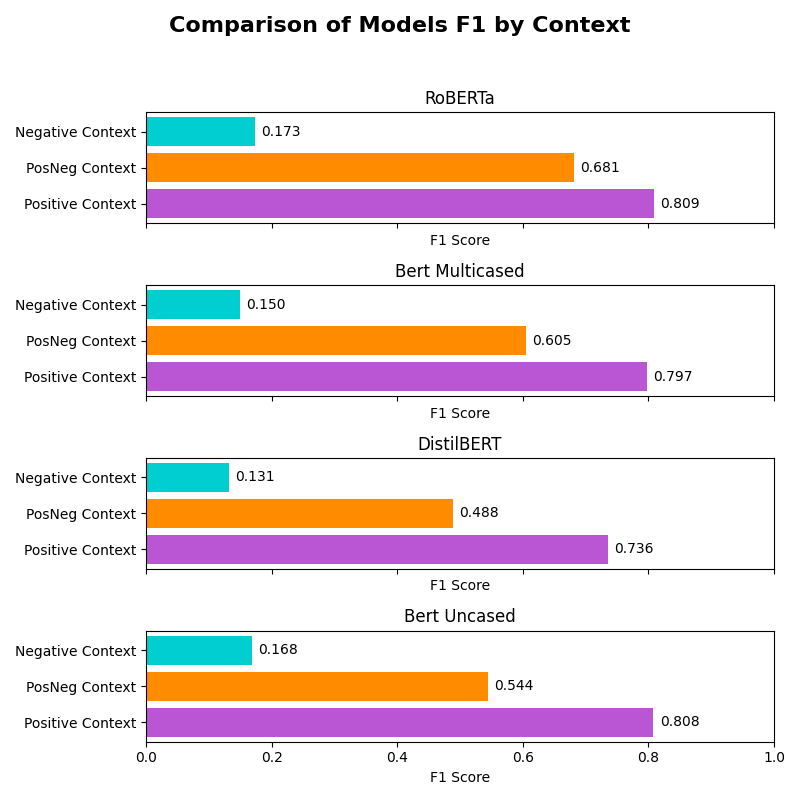 Comparison of Models F1 by Context
RoBERTa
Negative Context 0.173
PosNeg Context 0.681
Positive Context 0.809
F1 Score
Bert Multicased
Negative Context 0.150
PosNeg Context 0.605
Positive Context 0.797
F1 Score
DistilBERT
Negative Context 0.131
PosNeg Context 0.488
Positive Context 0.736
F1 Score
Bert Uncased
Negative Context 0.168
PosNeg Context 0.544
Positive Context 0.808
0.0 0.2 0.4 0.6 0.8 1.0
F1 Score